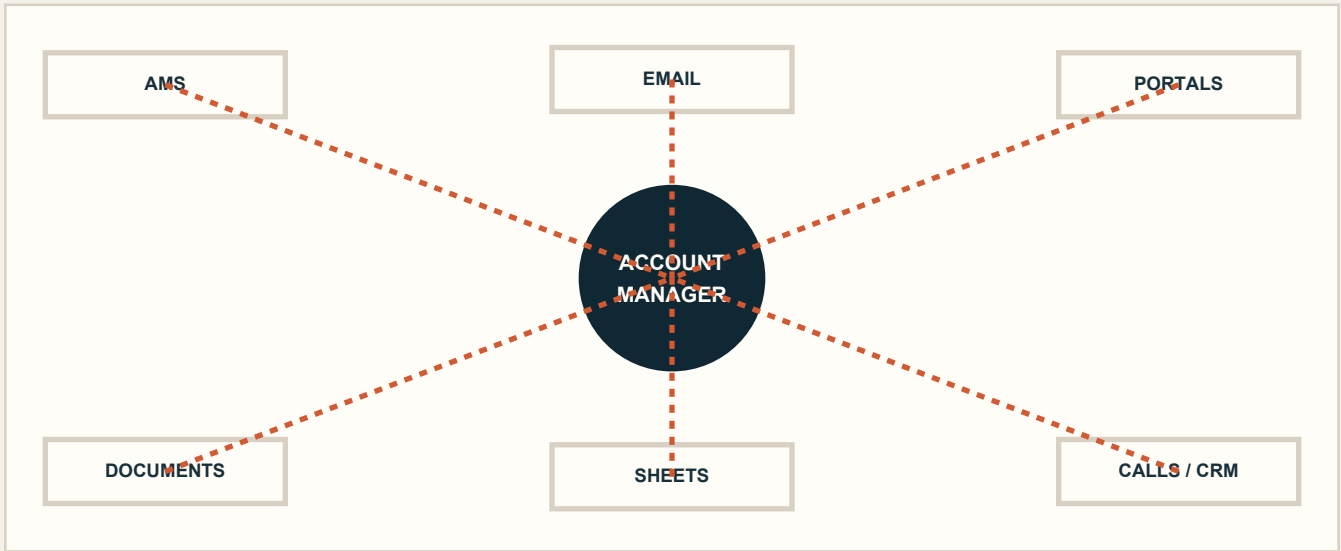 AMS
EMAIL
PORTALS
ACCOUNT
MANAGER
DOCUMENTS
SHEETS
CALLS / CRM